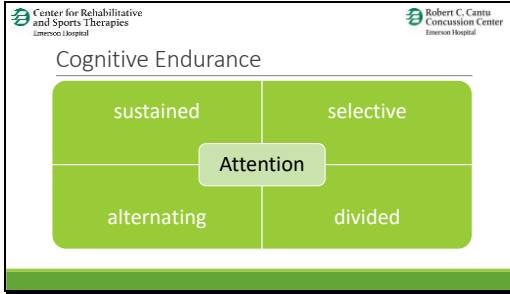 Center for Rehabilitative
and Sports Therapies
Emerson Hospital
Robert C. Cantu
Concussion Center
Emerson Hospital
Cognitive Endurance
sustained
selective
Attention
alternating
divided